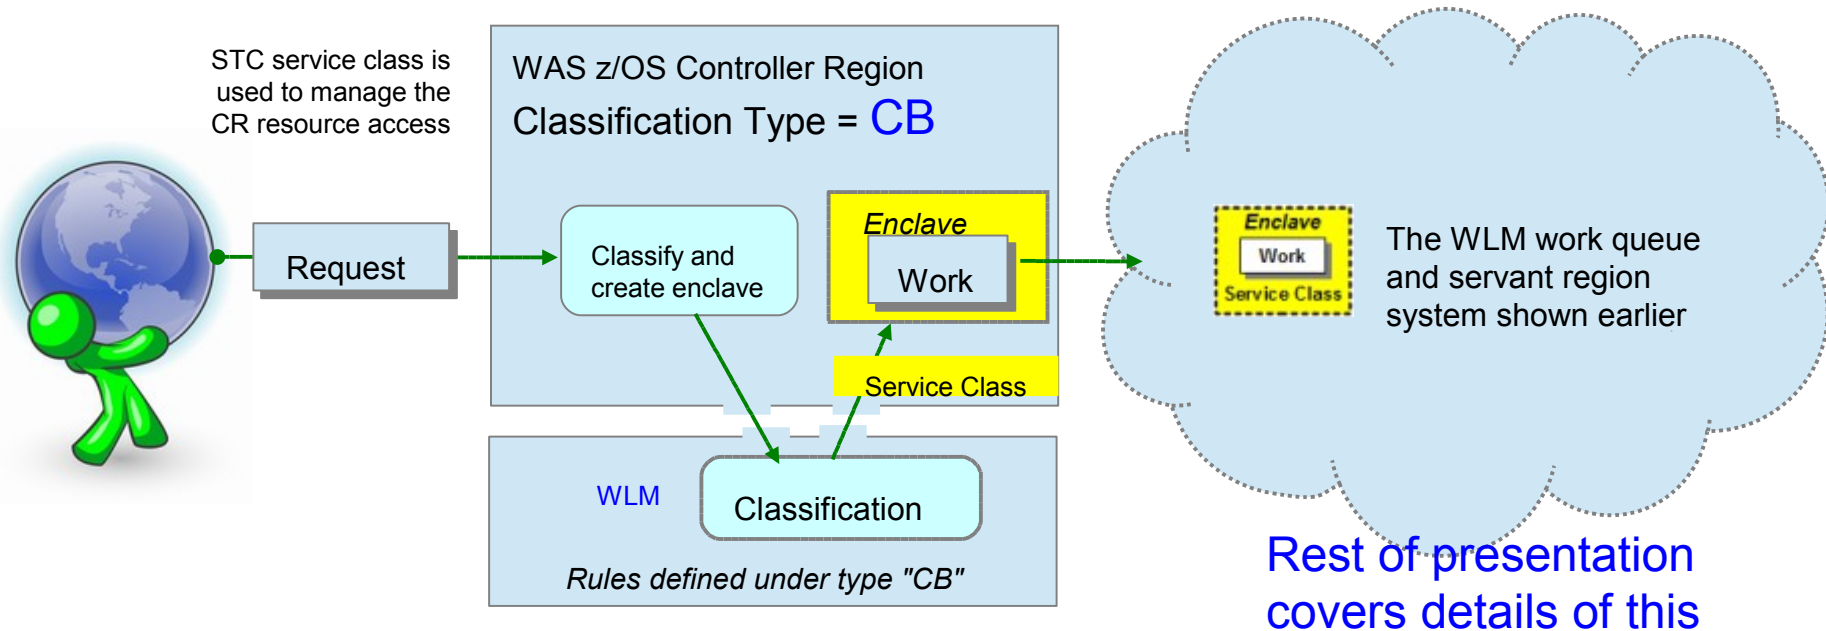 STC service class is
used to manage the
CR resource access
WAS z/OS Controller Region
Classification Type = CB
Request
Classify and
create enclave
Enclave
Work
Service Class
WLM
Classification
Rules defined under type "CB"
Enclave
Work
Service Class
The WLM work queue
and servant region
system shown earlier
Rest of presentation
covers details of this